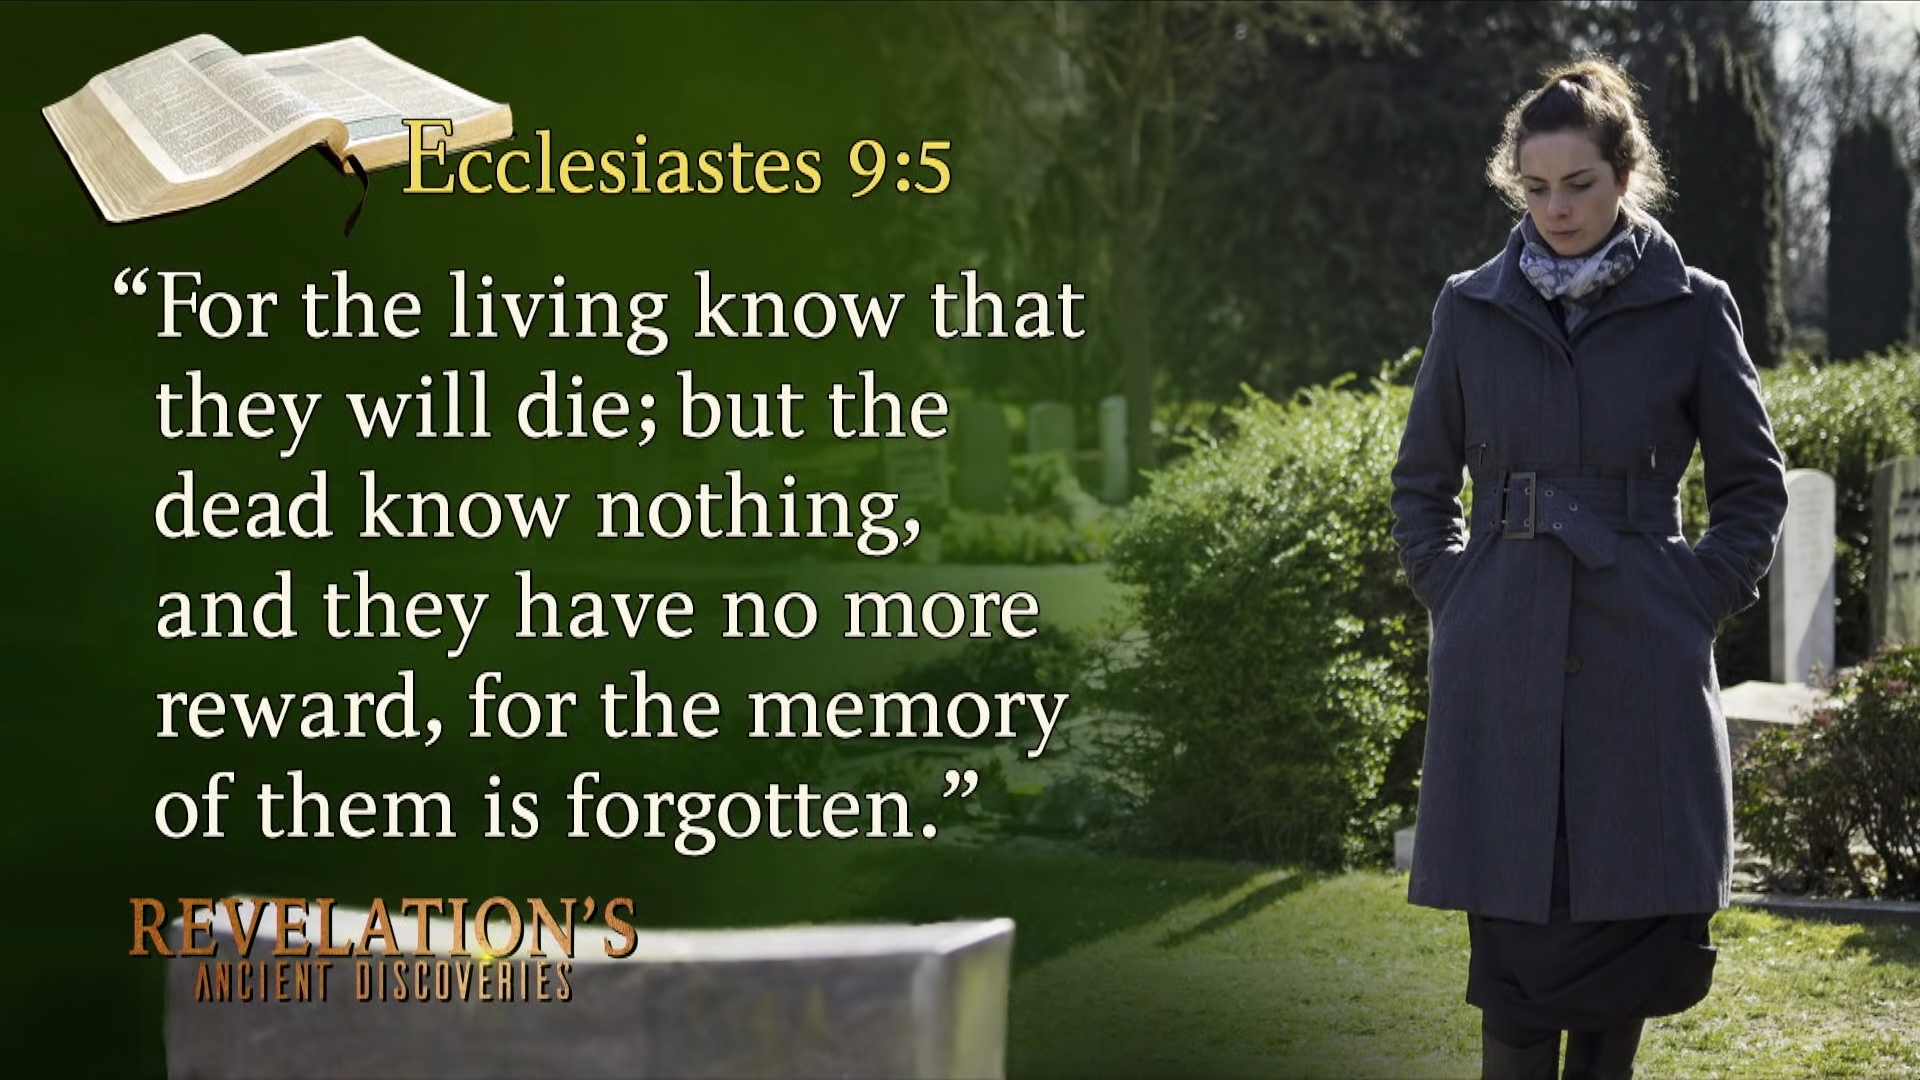 Ecclesiastes 9:5
“For the living know that
they will die; but the
dead know nothing,
and they have no more
reward, for the memory
of them is forgotten.”
REVELATION’S
ANCIENT DISCOVERIES